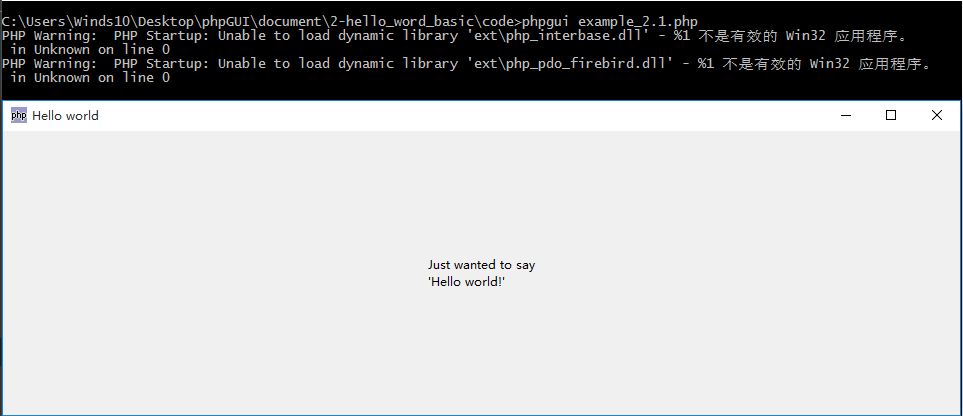 C:\Users\Winds10\Desktop\phpGUI\document\2-hello_word_basic\code>phpgui example_2.1.php
PHP Warning:  PHP Startup: Unable to load dynamic library 'ext\php_interbase.dll' - %1 不是有效的 Win32 应用程序。
 in Unknown on line 0
PHP Warning:  PHP Startup: Unable to load dynamic library 'ext\php_pdo_firebird.dll' - %1 不是有效的 Win32 应用程序。
 in Unknown on line 0
php Hello world
Just wanted to say
'Hello world!'